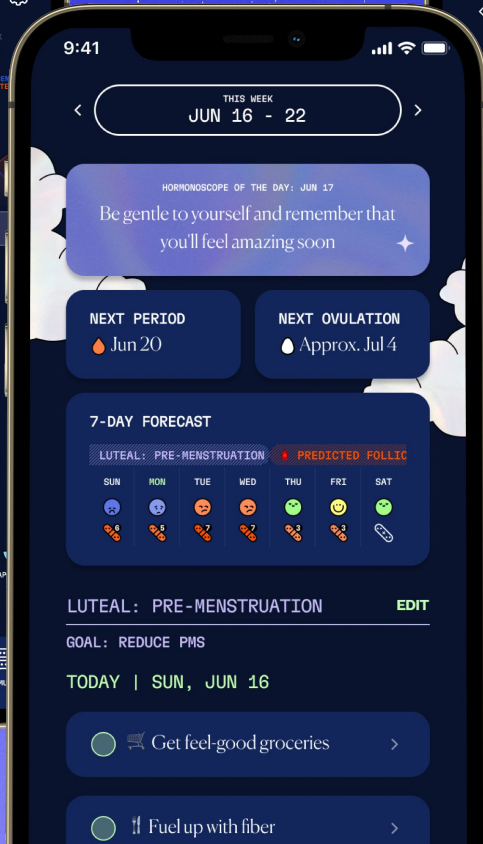 9:41
THIS WEEK
JUN 16 - 22
HORMONOSCOPE OF THE DAY: JUN 17
Be gentle to yourself and remember that
you'll feel amazing soon
NEXT PERIOD
Jun 20
NEXT OVULATION
Approx. Jul 4
7-DAY FORECAST
LUTEAL: PRE-MENSTRUATION PREDICTED FOLLIC
SUN MON TUE WED THU FRI SAT
6 5 7 7 3 3
LUTEAL: PRE-MENSTRUATION EDIT
GOAL: REDUCE PMS
TODAY | SUN, JUN 16
Get feel-good groceries
Fuel up with fiber